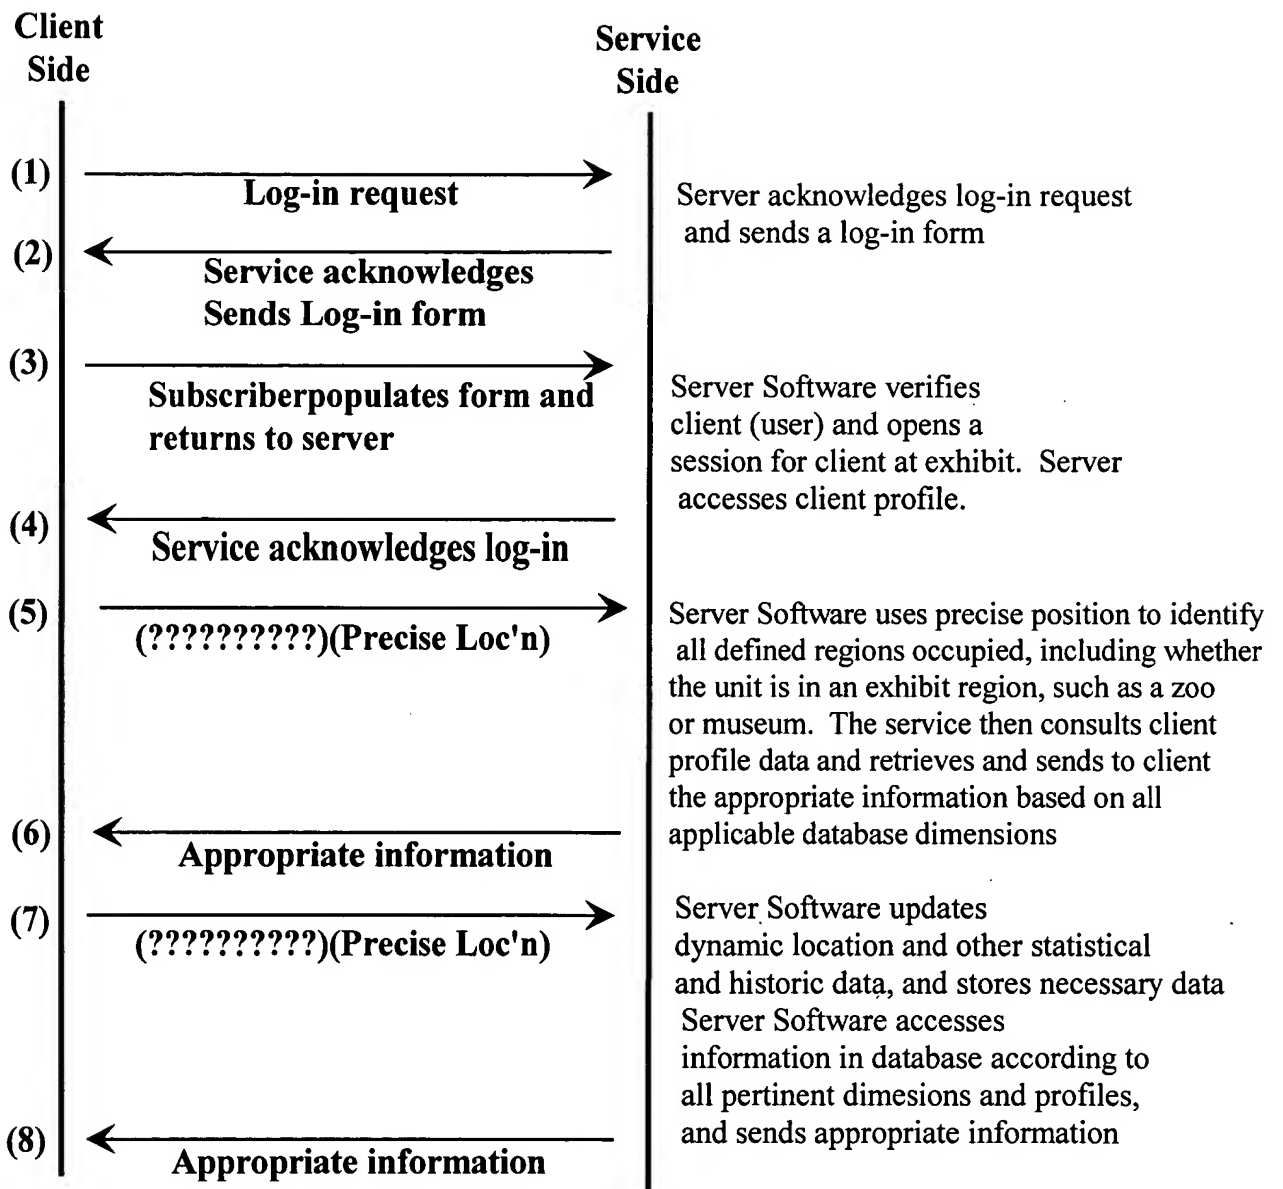 Client
Side
Service
Side
(1)
Log-in request
Server acknowledges log-in request
and sends a log-in form
(2)
Service acknowledges
Sends Log-in form
(3)
Subscriberpopulates form and
returns to server
Server Software verifies
client (user) and opens a
session for client at exhibit. Server
accesses client profile.
(4)
Service acknowledges log-in
(5)
(??????????)(Precise Loc'n)
Server Software uses precise position to identify
all defined regions occupied, including whether
the unit is in an exhibit region, such as a zoo
or museum. The service then consults client
profile data and retrieves and sends to client
the appropriate information based on all
applicable database dimensions
(6)
Appropriate information
(7)
(??????????)(Precise Loc'n)
Server Software updates
dynamic location and other statistical
and historic data, and stores necessary data
Server Software accesses
information in database according to
all pertinent dimesions and profiles,
and sends appropriate information
(8)
Appropriate information